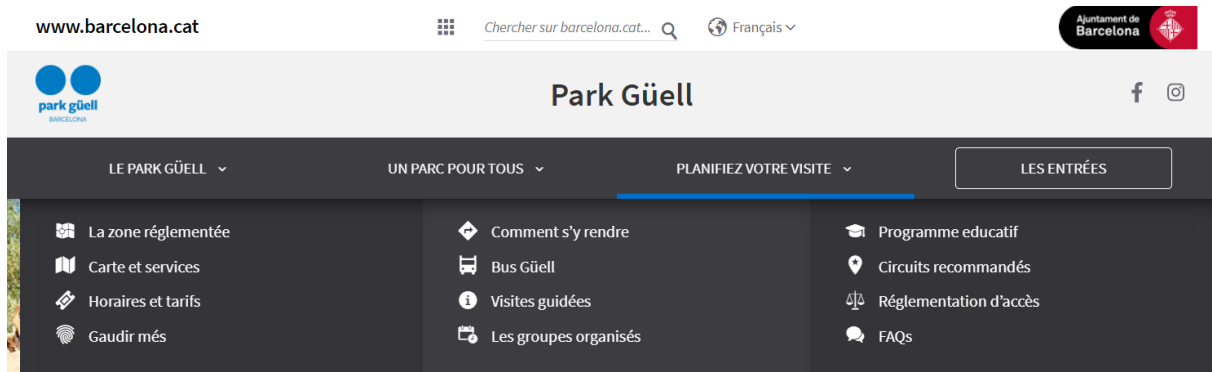 www.barcelona.cat
Chercher sur barcelona.cat...
Français
Ajuntament de
Barcelona
park güell
BARCELONA
Park Güell
LE PARK GÜELL
UN PARC POUR TOUS
PLANIFIEZ VOTRE VISITE
LES ENTRÉES
La zone réglementée
Carte et services
Horaires et tarifs
Gaudir més
Comment s’y rendre
Bus Güell
Visites guidées
Les groupes organisés
Programme educatif
Circuits recommandés
Réglementation d’accès
FAQs